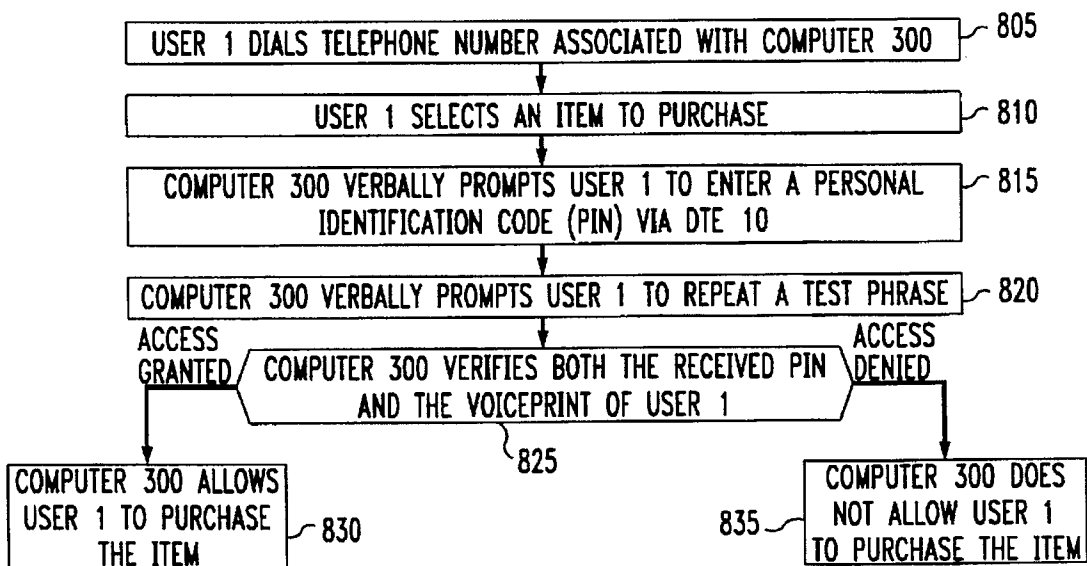 USER 1 DIALS TELEPHONE NUMBER ASSOCIATED WITH COMPUTER 300
805
USER 1 SELECTS AN ITEM TO PURCHASE
810
COMPUTER 300 VERBALLY PROMPTS USER 1 TO ENTER A PERSONAL
IDENTIFICATION CODE (PIN) VIA DTE 10
815
COMPUTER 300 VERBALLY PROMPTS USER 1 TO REPEAT A TEST PHRASE
820
ACCESS
GRANTED
COMPUTER 300 VERIFIES BOTH THE RECEIVED PIN
AND THE VOICEPRINT OF USER 1
ACCESS
DENIED
825
COMPUTER 300 ALLOWS
USER 1 TO PURCHASE
THE ITEM
830
835
COMPUTER 300 DOES
NOT ALLOW USER 1
TO PURCHASE THE ITEM